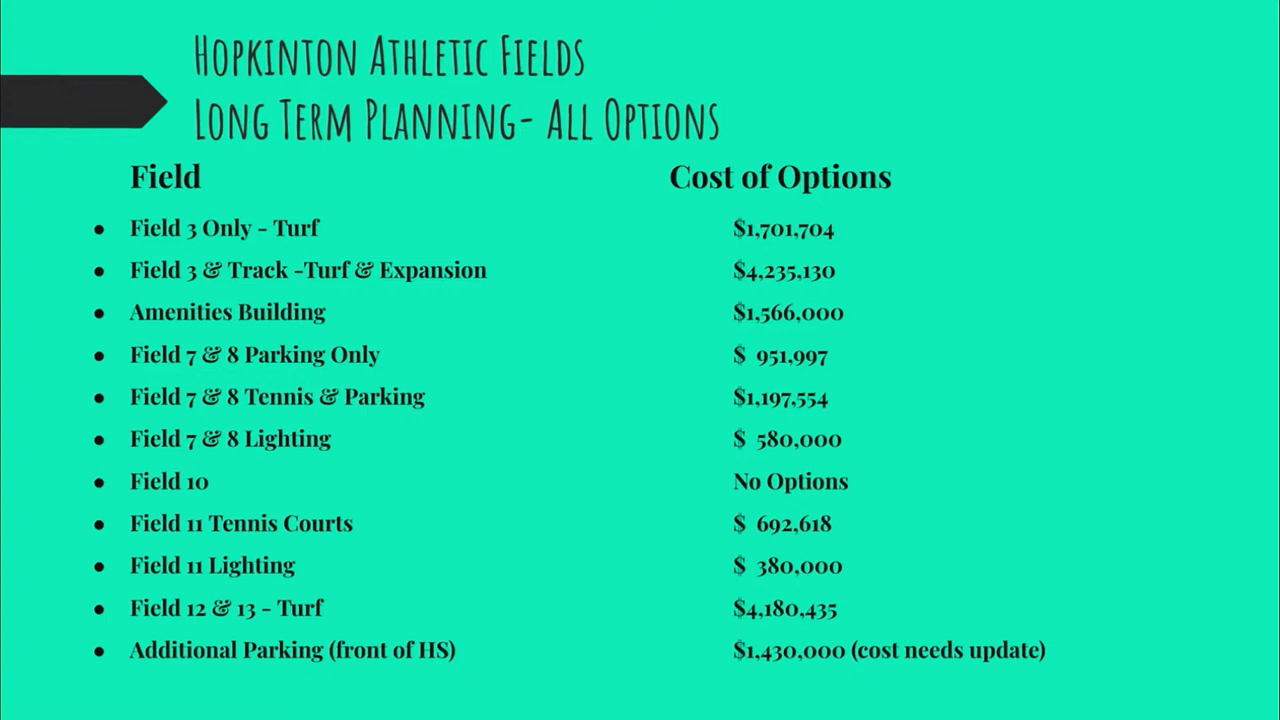 Hopkinton Athletic Fields
Long Term Planning- All Options
Field Cost of Options
• Field 3 Only - Turf $1,701,704
• Field 3 & Track -Turf & Expansion $4,235,130
• Amenities Building $1,566,000
• Field 7 & 8 Parking Only $ 951,997
• Field 7 & 8 Tennis & Parking $1,197,554
• Field 7 & 8 Lighting $ 580,000
• Field 10 No Options
• Field 11 Tennis Courts $ 692,618
• Field 11 Lighting $ 380,000
• Field 12 & 13 - Turf $4,180,435
• Additional Parking (front of HS) $1,430,000 (cost needs update)